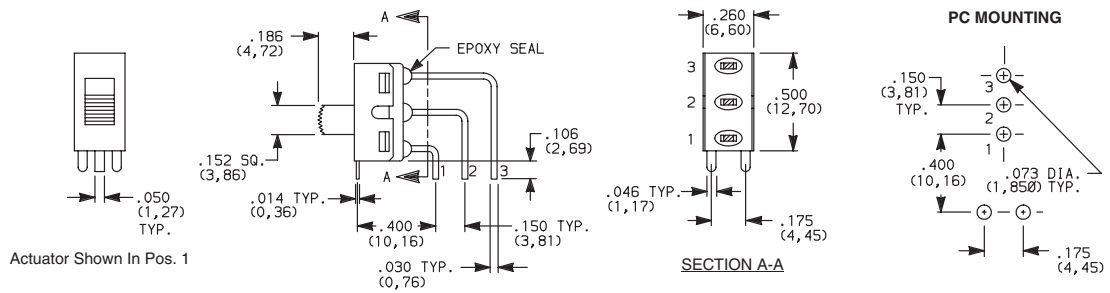 Actuator Shown In Pos. 1
.050
(1,27)
TYP.
.186
(4,72)
A
EPOXY SEAL
.152 SQ.
(3,86)
A
1
2
3
.106
(2,69)
.014 TYP.
(0,36)
.400
(10,16)
.150 TYP.
(3,81)
.030 TYP.
(0,76)
.260
(6,60)
3
2
1
.500
(12,70)
.046 TYP.
(1,17)
.175
(4,45)
SECTION A-A
PC MOUNTING
.150
(3,81)
TYP.
3
2
1
.400
(10,16)
.073 DIA.
(1,850) TYP.
.175
(4,45)